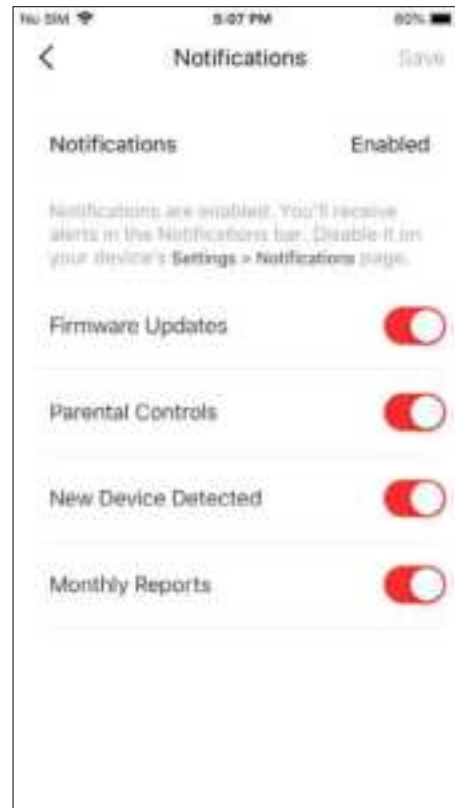 No SIM 5:07 PM 60%
Notifications Save
Notifications Enabled
Notifications are enabled. You'll receive
alerts in the Notifications bar. Disable it on
your device's Settings > Notifications page.
Firmware Updates
Parental Controls
New Device Detected
Monthly Reports